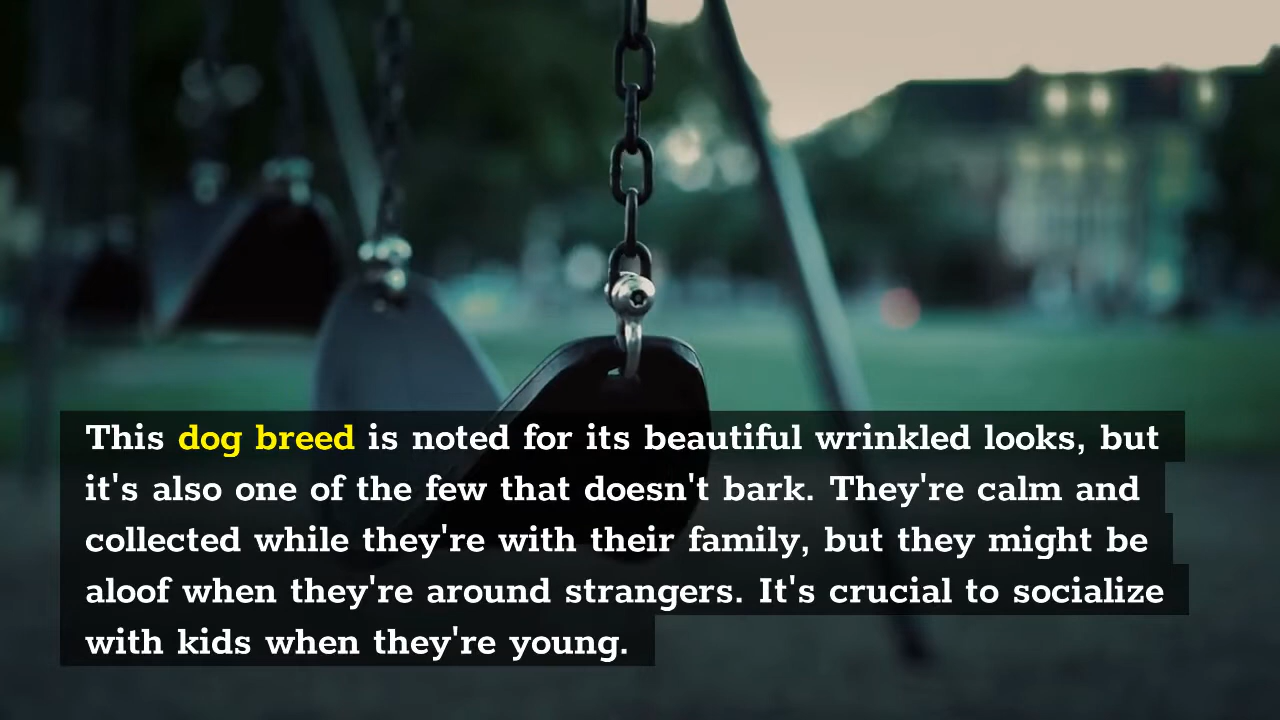 This dog breed is noted for its beautiful wrinkled looks, but
it's also one of the few that doesn't bark. They're calm and
collected while they're with their family, but they might be
aloof when they're around strangers. It's crucial to socialize
with kids when they're young.